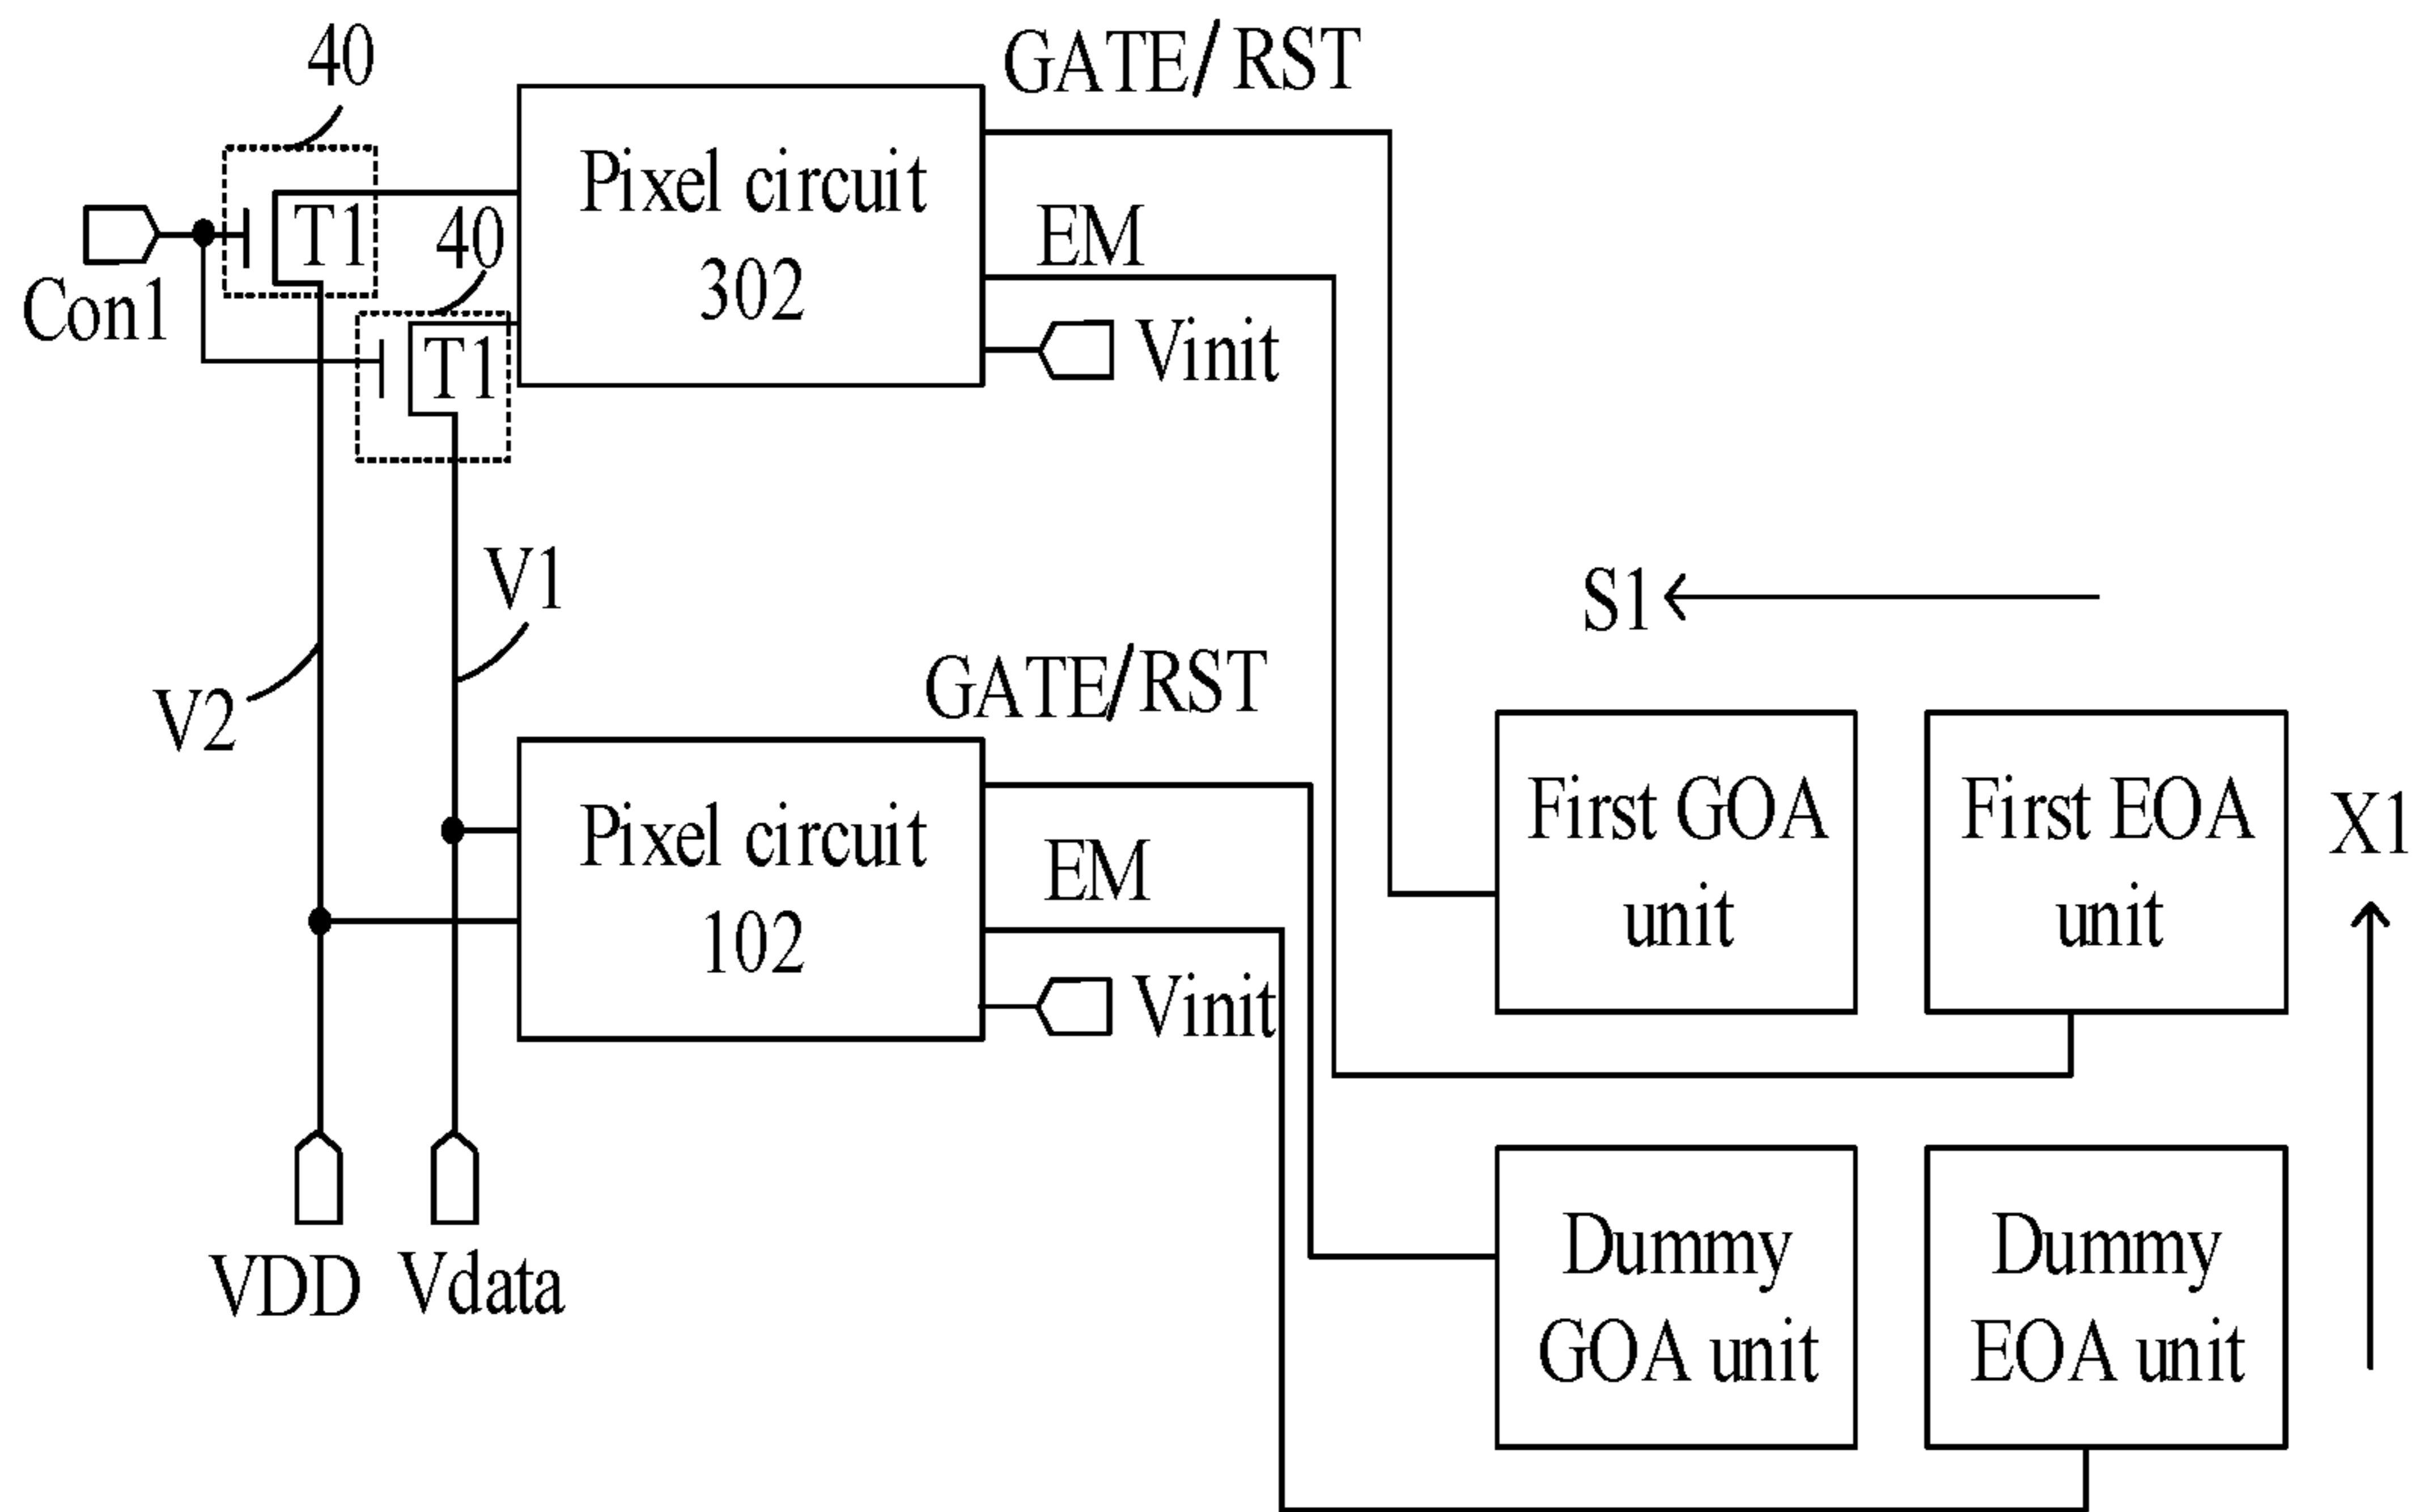 40
GATE/RST
Pixel circuit
302
T1
40
EM
Con1
T1
Vinit
V1
S1
V2
GATE/RST
Pixel circuit
102
EM
Vinit
First GOA
unit
First EOA
unit
X1
VDD
Vdata
Dummy
GOA unit
Dummy
EOA unit